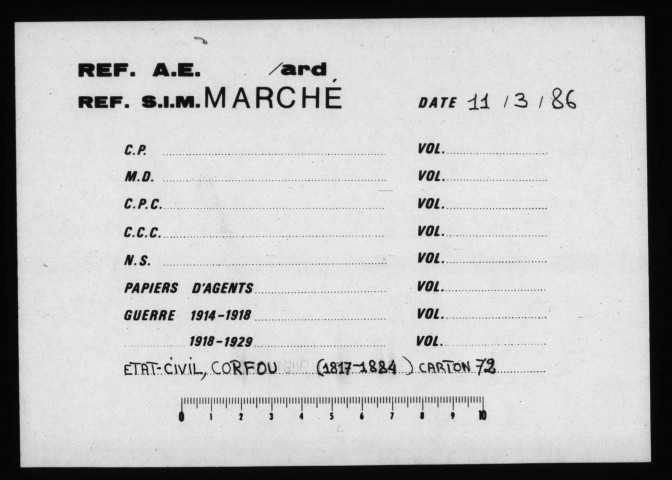 REF. A.E. /ard
REF. S.I.M. MARCHÉ DATE 11 / 3 / 86
C.P. VOL.
M.D. VOL.
C.P.C. VOL.
C.C.C. VOL.
N.S. VOL.
PAPIERS D'AGENTS VOL.
GUERRE 1914-1918 VOL.
1918-1929 VOL.
ETAT-CIVIL, CORFOU (1817-1884) CARTON 72
0 1 2 3 4 5 6 7 8 9 10